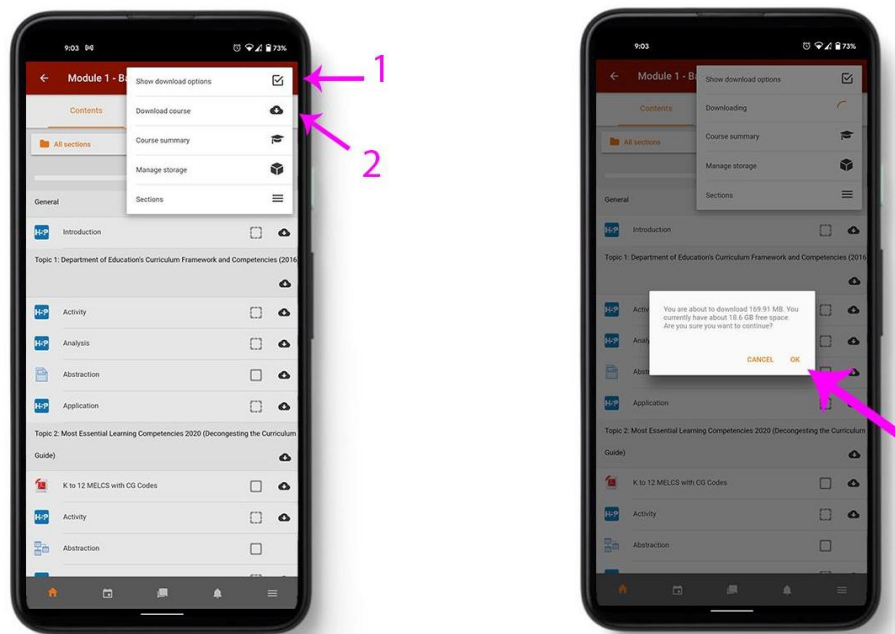 9:03
73%
Module 1 - Ba
Show download options
1
Contents
Download course
2
All sections
Course summary
Manage storage
Sections
General
H-P Introduction
Topic 1: Department of Education's Curriculum Framework and Competencies (2016
H-P Activity
H-P Analysis
Abstraction
H-P Application
Topic 2: Most Essential Learning Competencies 2020 (Decongesting the Curriculum
Guide)
K to 12 MELCS with CG Codes
H-P Activity
Abstraction
9:03
73%
Module 1 - Ba
Show download options
Contents
Downloading
All sections
Course summary
Manage storage
Sections
General
H-P Introduction
Topic 1: Department of Education's Curriculum Framework and Competencies (2016
You are about to download 169.91 MB. You
currently have about 18.6 GB free space.
Are you sure you want to continue?
CANCEL OK
H-P Activ
H-P Analy
Abstr
H-P Application
Topic 2: Most Essential Learning Competencies 2020 (Decongesting the Curriculum
Guide)
K to 12 MELCS with CG Codes
H-P Activity
Abstraction